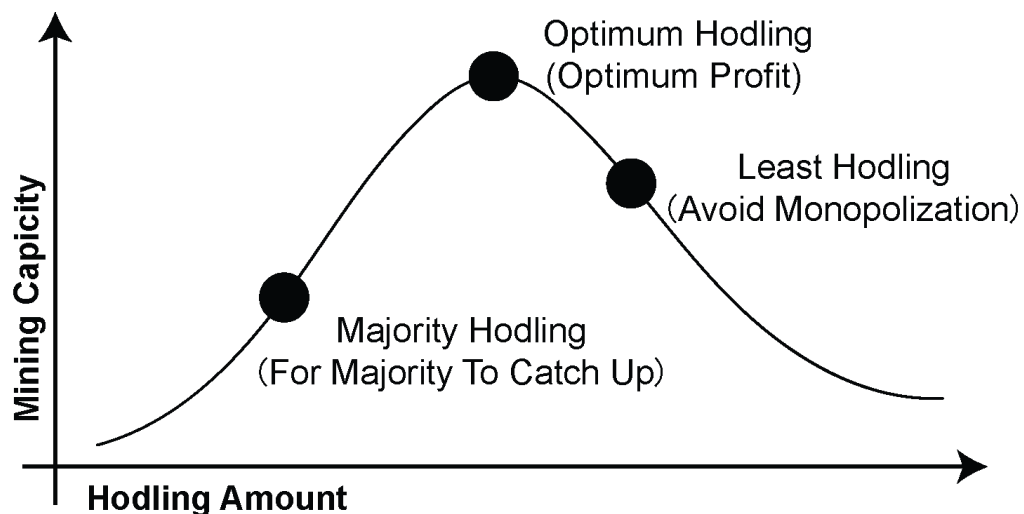 Optimum Hodling
(Optimum Profit)
Least Hodling
(Avoid Monopolization)
Majority Hodling
(For Majority To Catch Up)
Mining Capicity
Hodling Amount